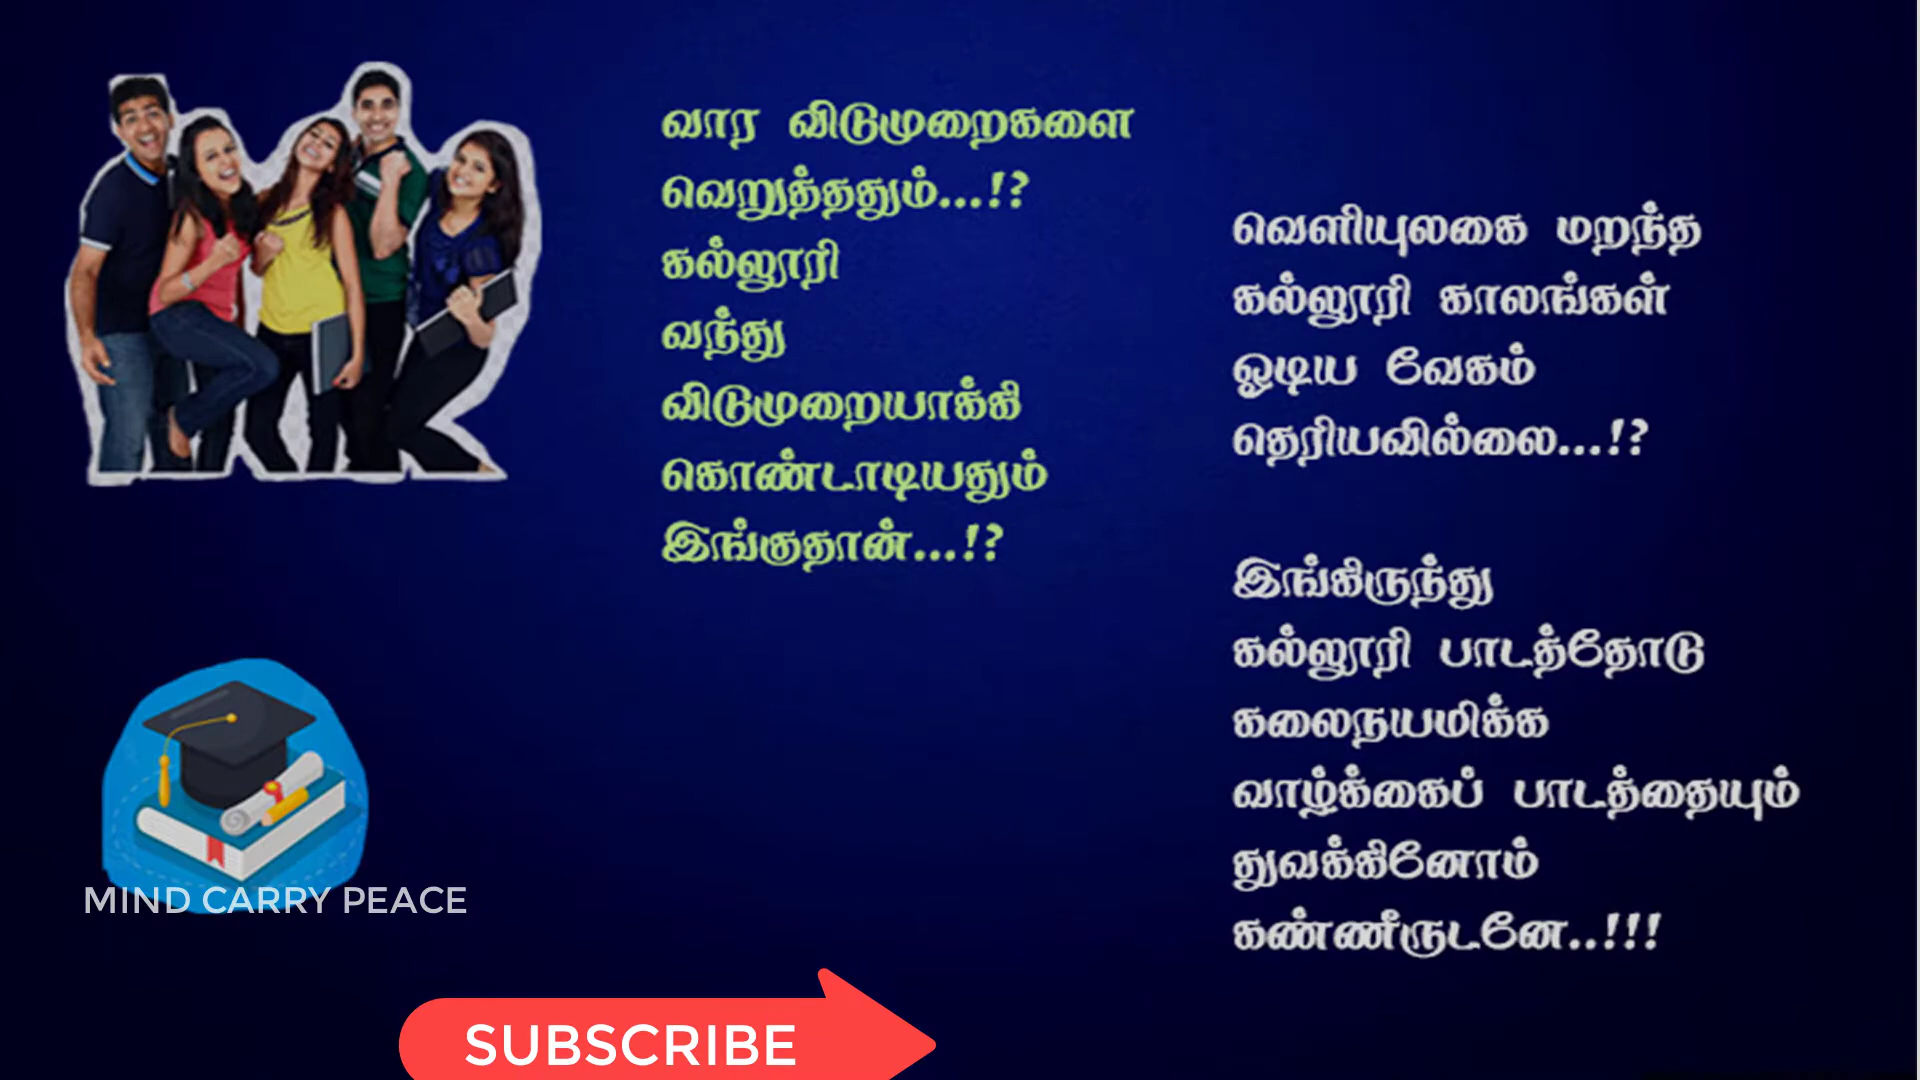 வார விடுமுறைகளை
வெறுத்ததும்...!?
கல்லூரி
வந்து
விடுமுறையாக்கி
கொண்டாடியதும்
இங்குதான்...!?
வெளியுலகை மறந்த
கல்லூரி காலங்கள்
ஓடிய வேகம்
தெரியவில்லை...!?
இங்கிருந்து
கல்லூரி பாடத்தோடு
கலைநயமிக்க
வாழ்க்கைப் பாடத்தையும்
துவக்கினோம்
கண்ணீருடனே..!!!
MIND CARRY PEACE
SUBSCRIBE